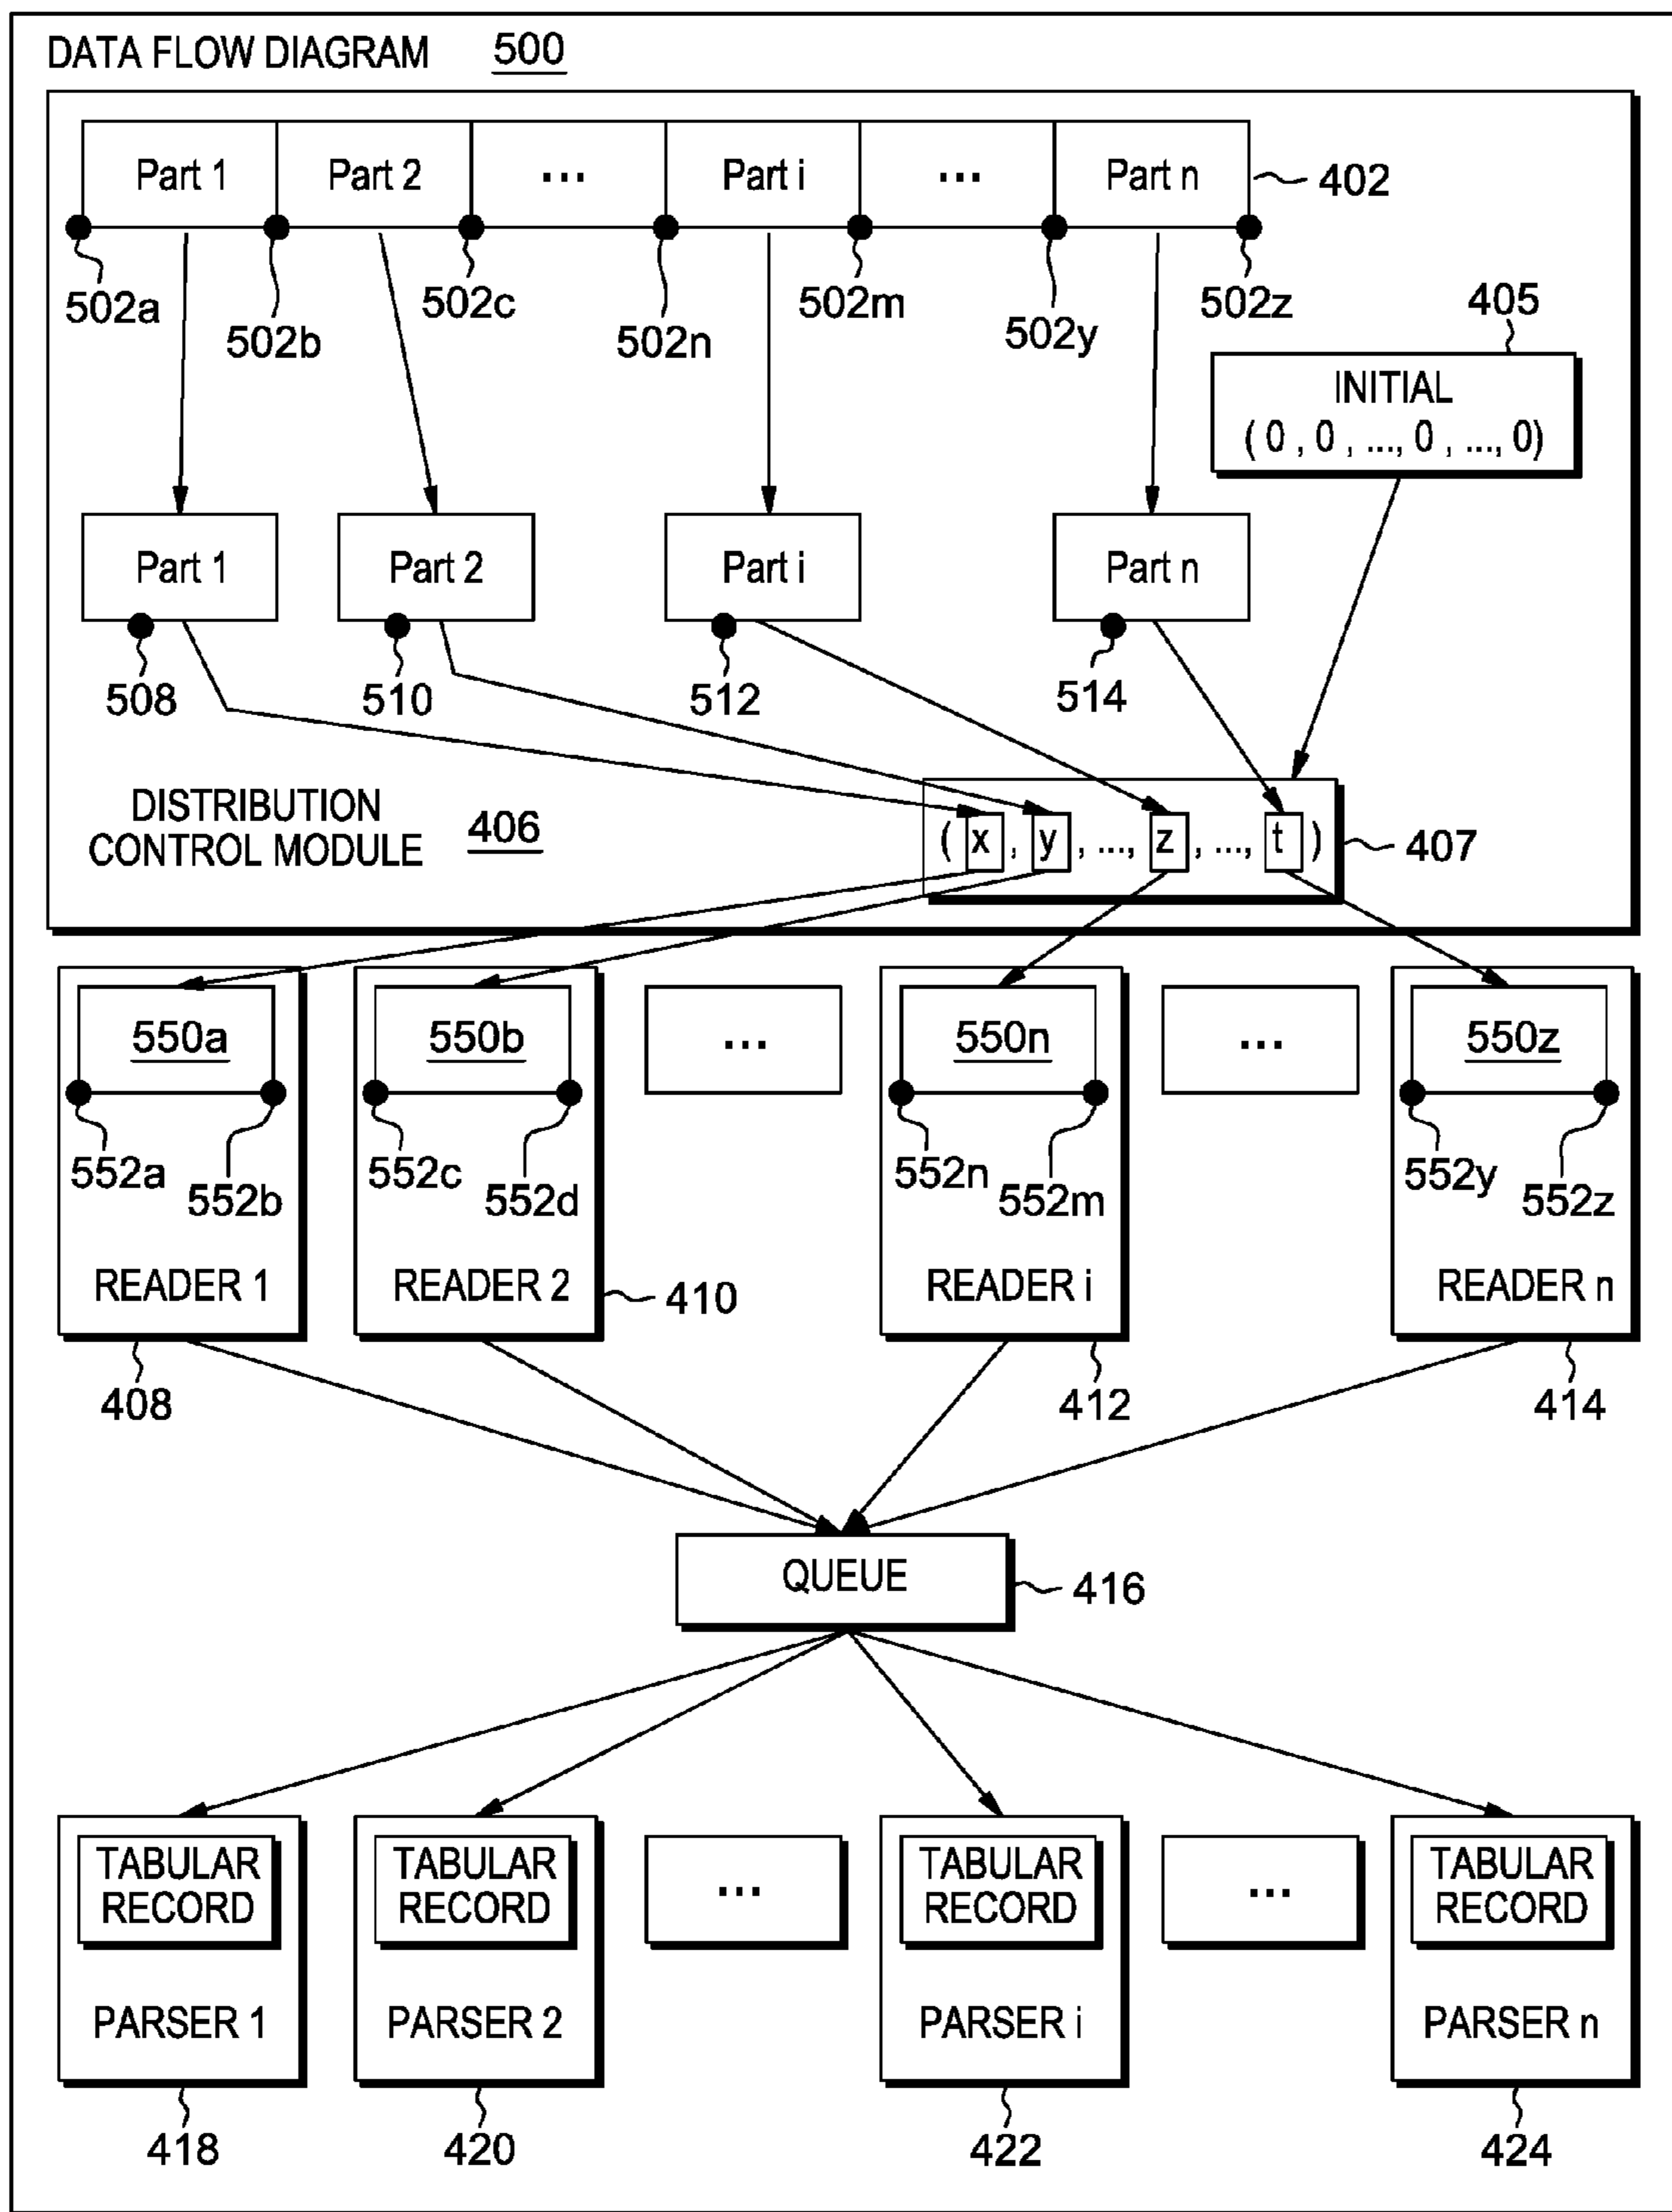 DATA FLOW DIAGRAM 500
Part 1 Part 2 ... Part i ... Part n 402
502a 502b 502c 502n 502m 502y 502z
405
INITIAL
( 0 , 0 , ..., 0 , ..., 0)
Part 1 Part 2 Part i Part n
508 510 512 514
DISTRIBUTION
CONTROL MODULE 406
( x , y , ..., z , ..., t ) 407
550a 550b ... 550n ... 550z
552a 552b 552c 552d 552n 552m 552y 552z
READER 1 READER 2 READER i READER n
410
408 412 414
QUEUE 416
TABULAR TABULAR ... TABULAR ... TABULAR
RECORD RECORD RECORD RECORD
PARSER 1 PARSER 2 PARSER i PARSER n
418 420 422 424